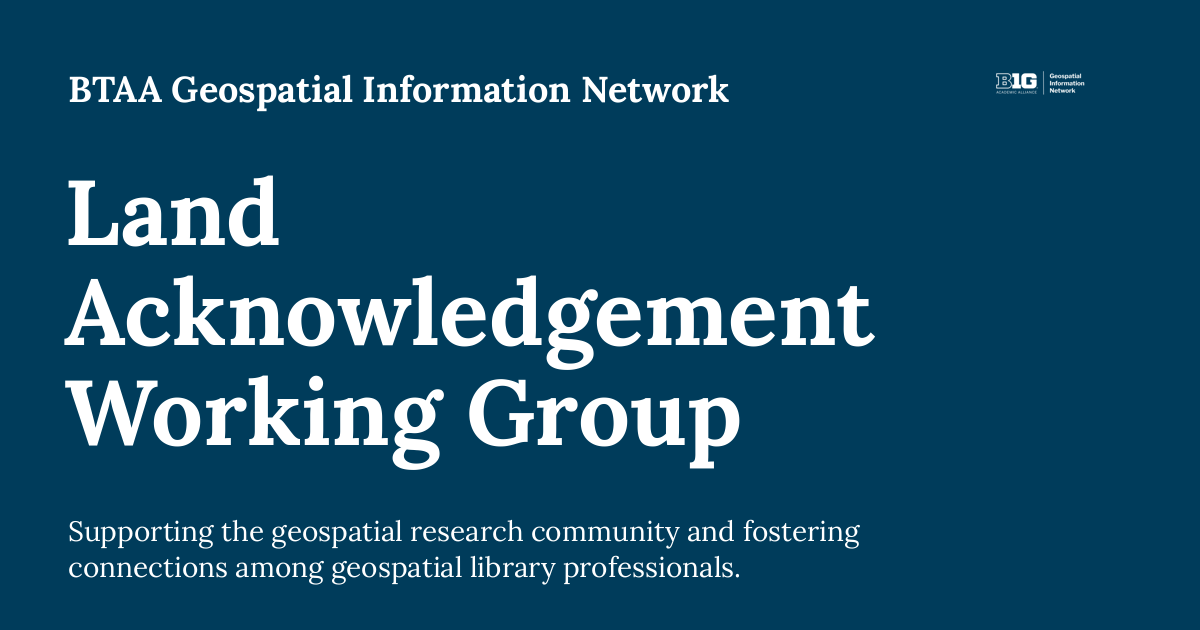 BTAA Geospatial Information Network
B1G
ACADEMIC ALLIANCE
Geospatial
Information
Network
Land
Acknowledgement
Working Group
Supporting the geospatial research community and fostering
connections among geospatial library professionals.